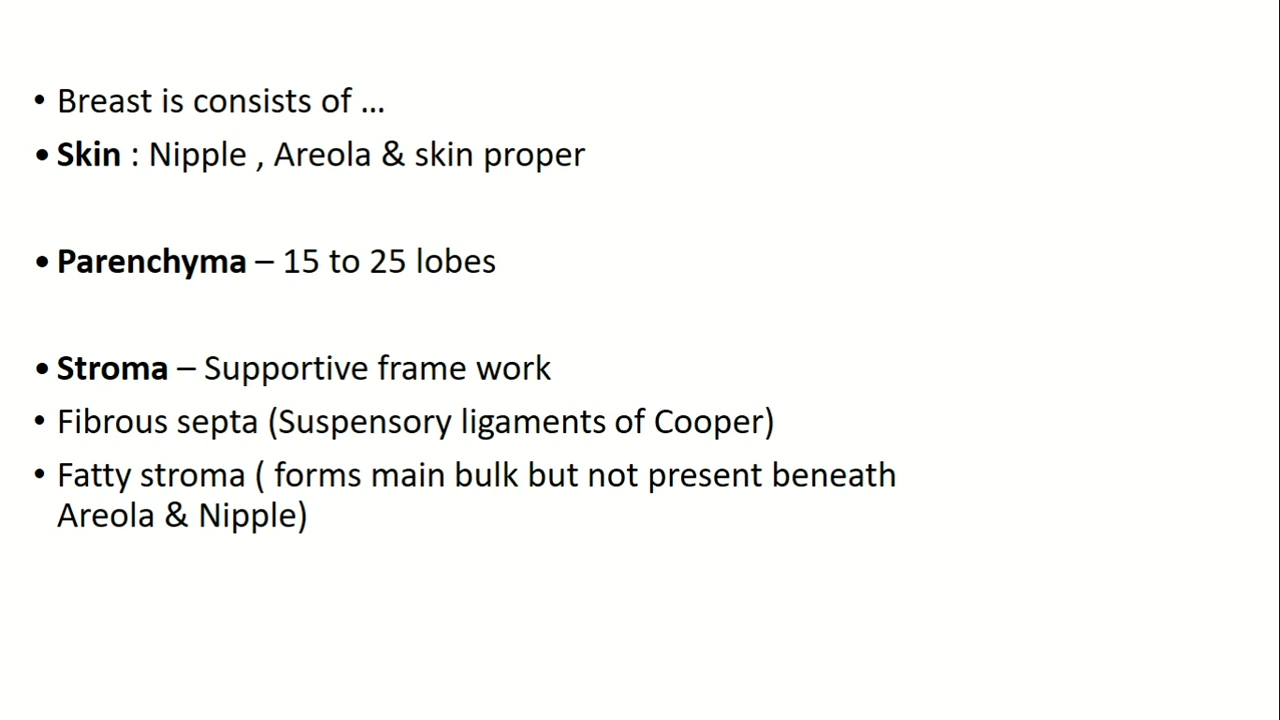 • Breast is consists of ...
• Skin : Nipple , Areola & skin proper
• Parenchyma – 15 to 25 lobes
• Stroma – Supportive frame work
• Fibrous septa (Suspensory ligaments of Cooper)
• Fatty stroma ( forms main bulk but not present beneath
Areola & Nipple)